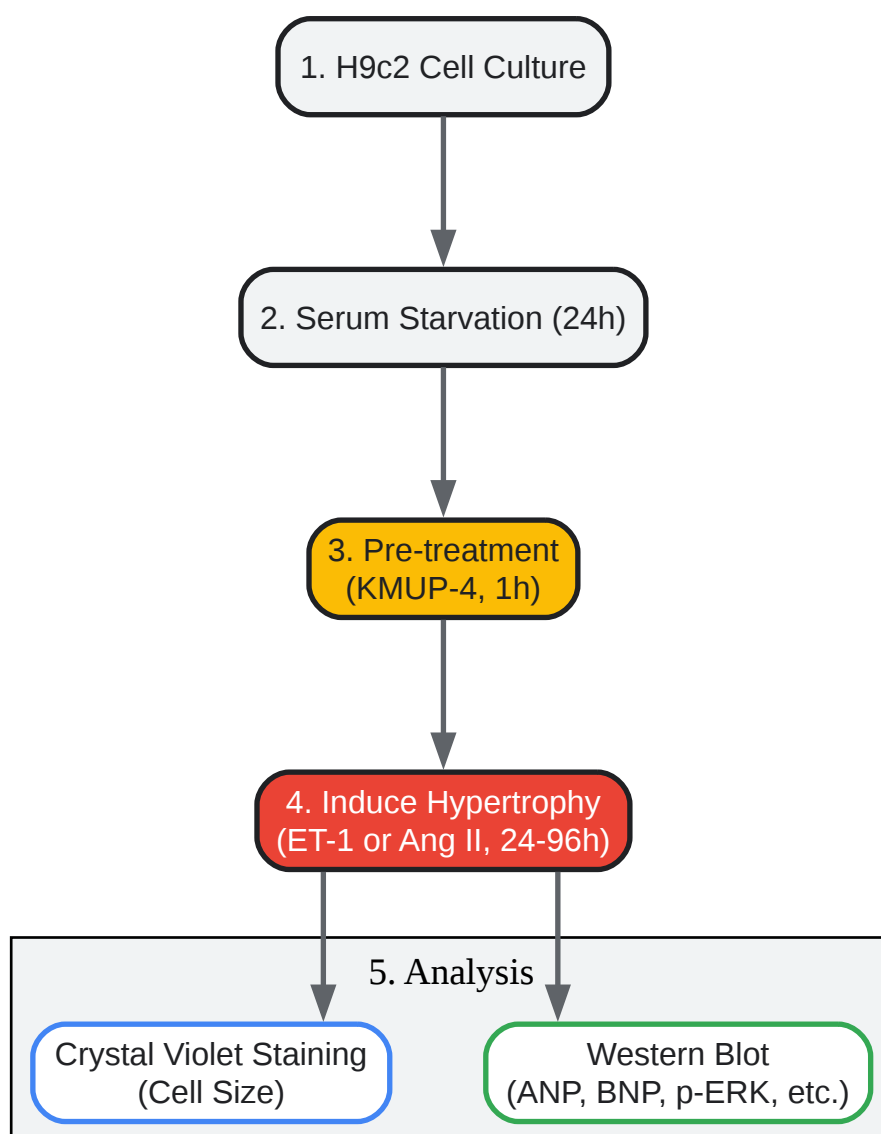 1. H9c2 Cell Culture
2. Serum Starvation (24h)
3. Pre-treatment
(KMUP-4, 1h)
4. Induce Hypertrophy
(ET-1 or Ang II, 24-96h)
5. Analysis
Crystal Violet Staining
(Cell Size)
Western Blot
(ANP, BNP, p-ERK, etc.)